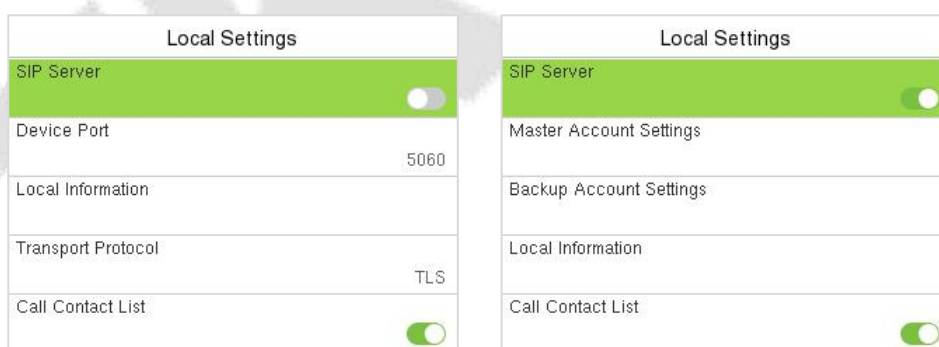 Local Settings
SIP Server
Device Port
5060
Local Information
Transport Protocol
TLS
Call Contact List
Local Settings
SIP Server
Master Account Settings
Backup Account Settings
Local Information
Call Contact List